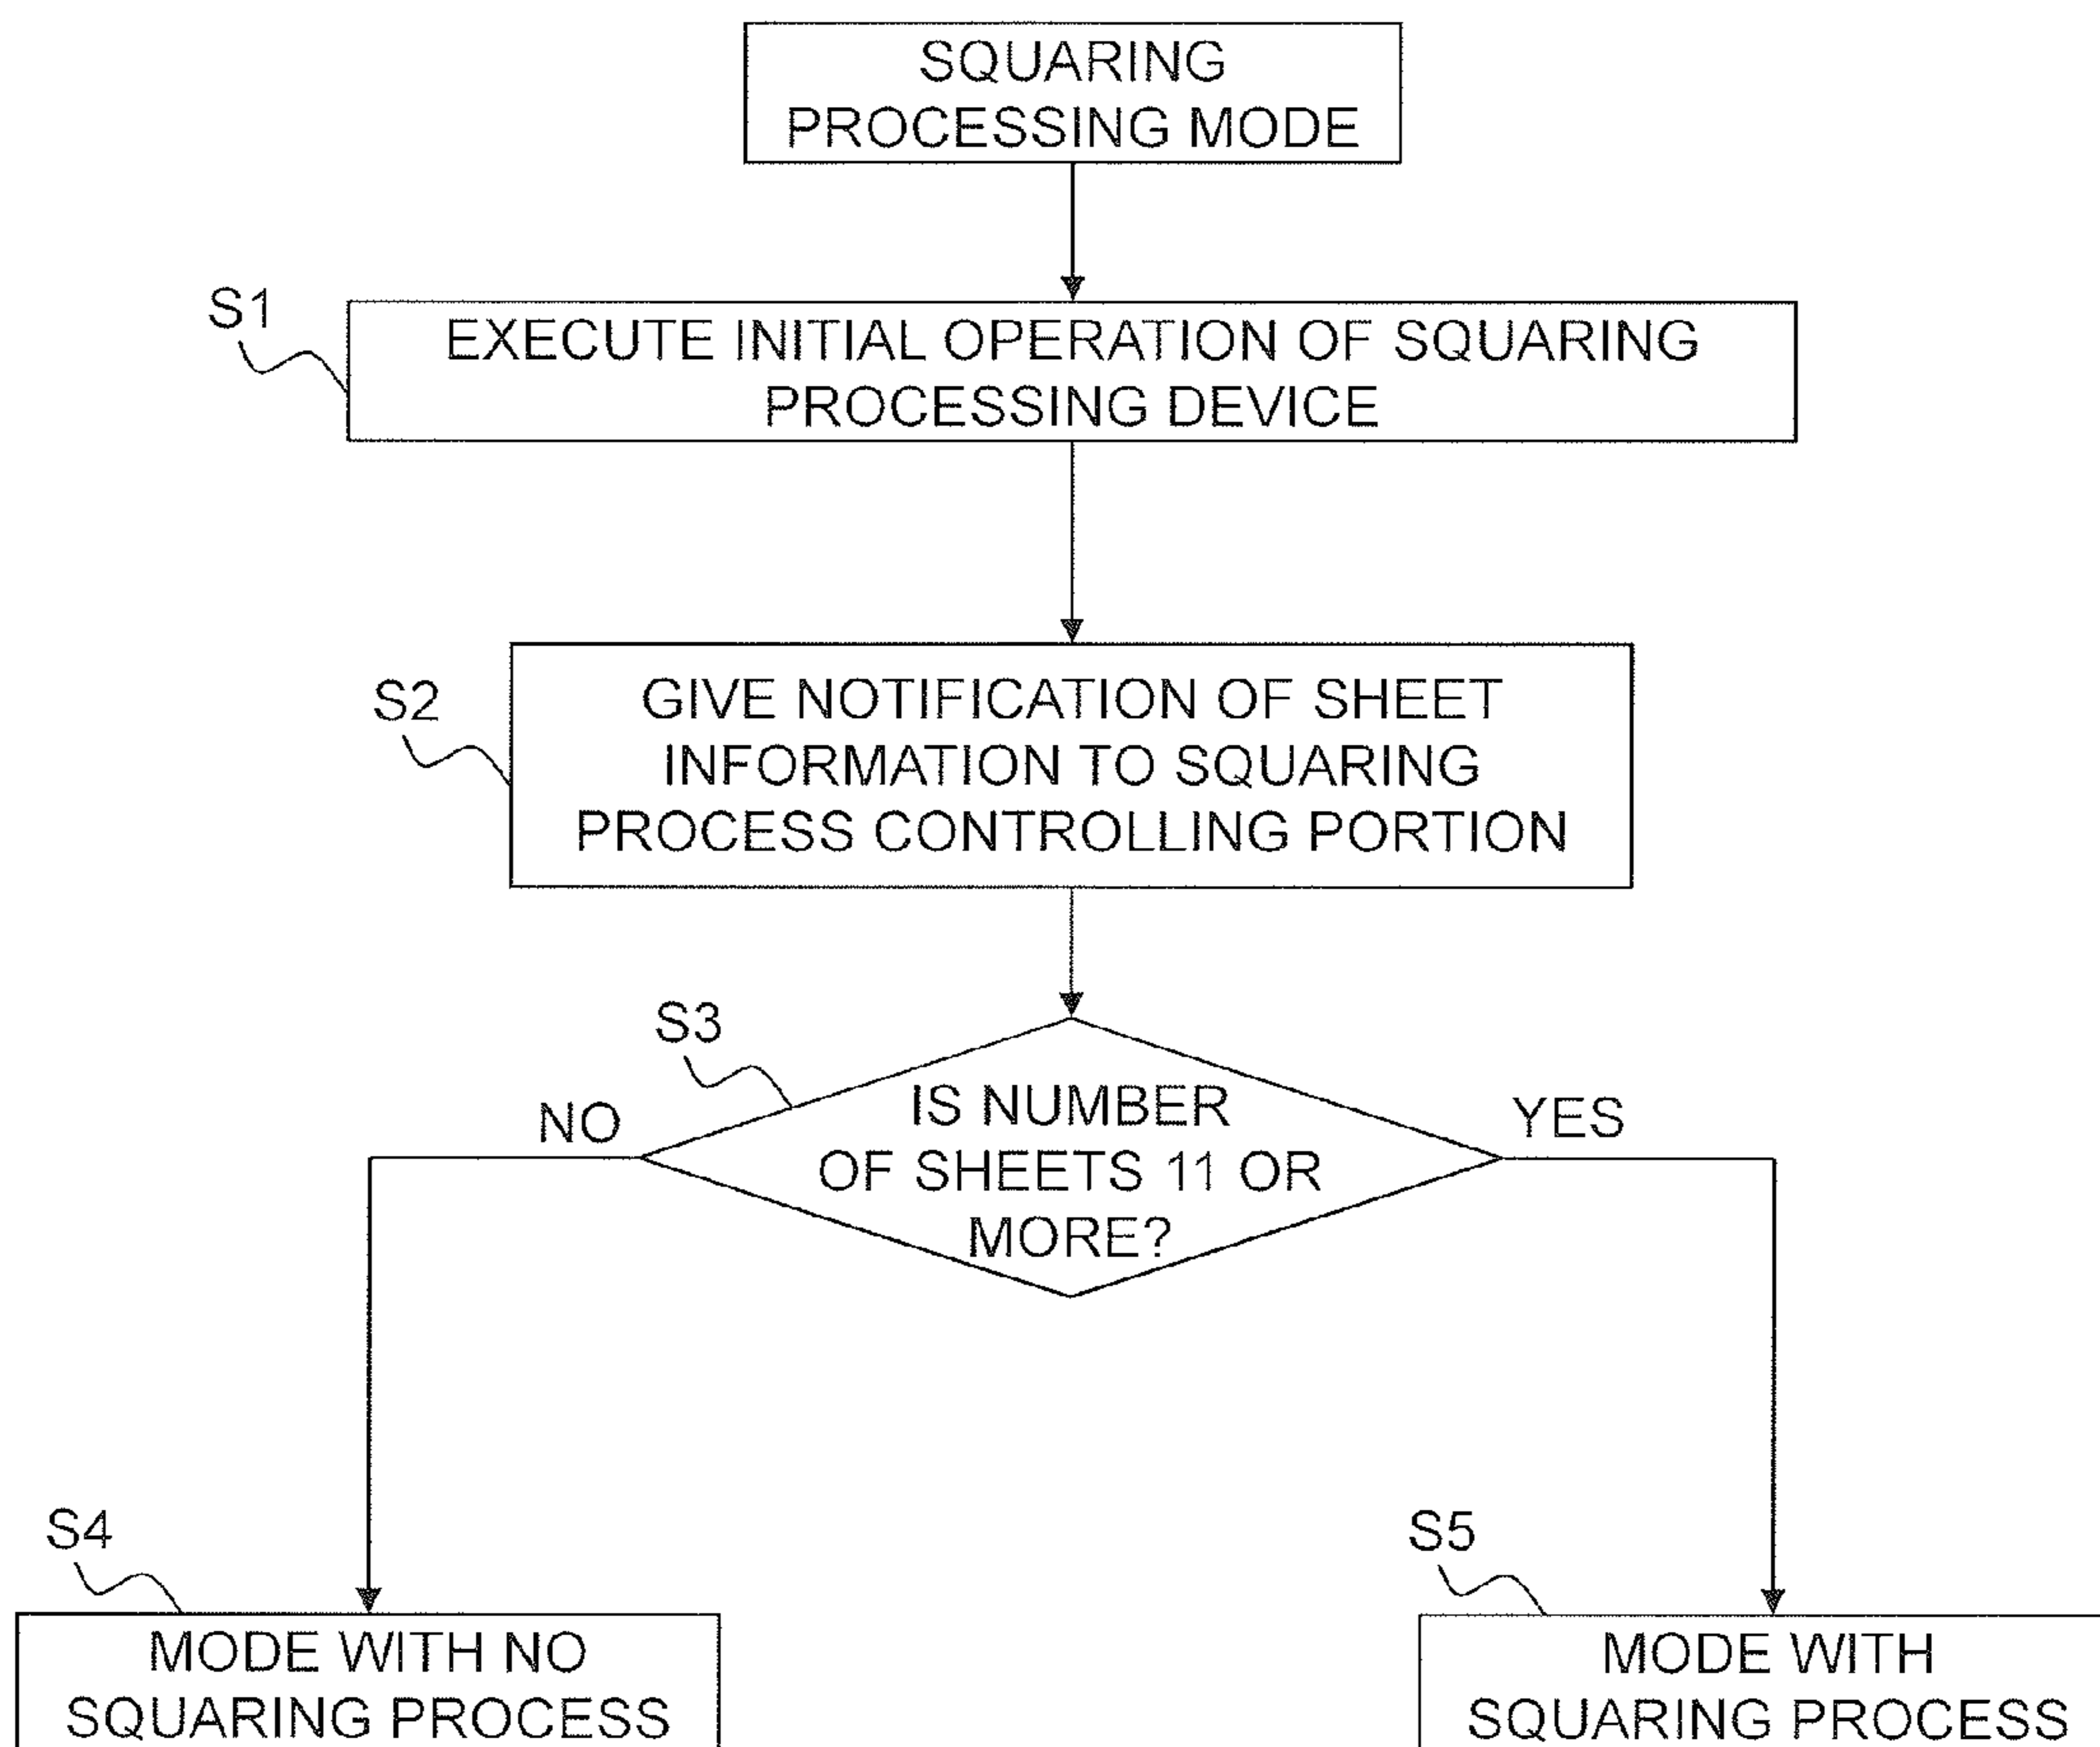 SQUARING
PROCESSING MODE
S1
EXECUTE INITIAL OPERATION OF SQUARING
PROCESSING DEVICE
S2
GIVE NOTIFICATION OF SHEET
INFORMATION TO SQUARING
PROCESS CONTROLLING PORTION
S3
IS NUMBER
OF SHEETS 11 OR
MORE?
NO
YES
S4
MODE WITH NO
SQUARING PROCESS
S5
MODE WITH
SQUARING PROCESS